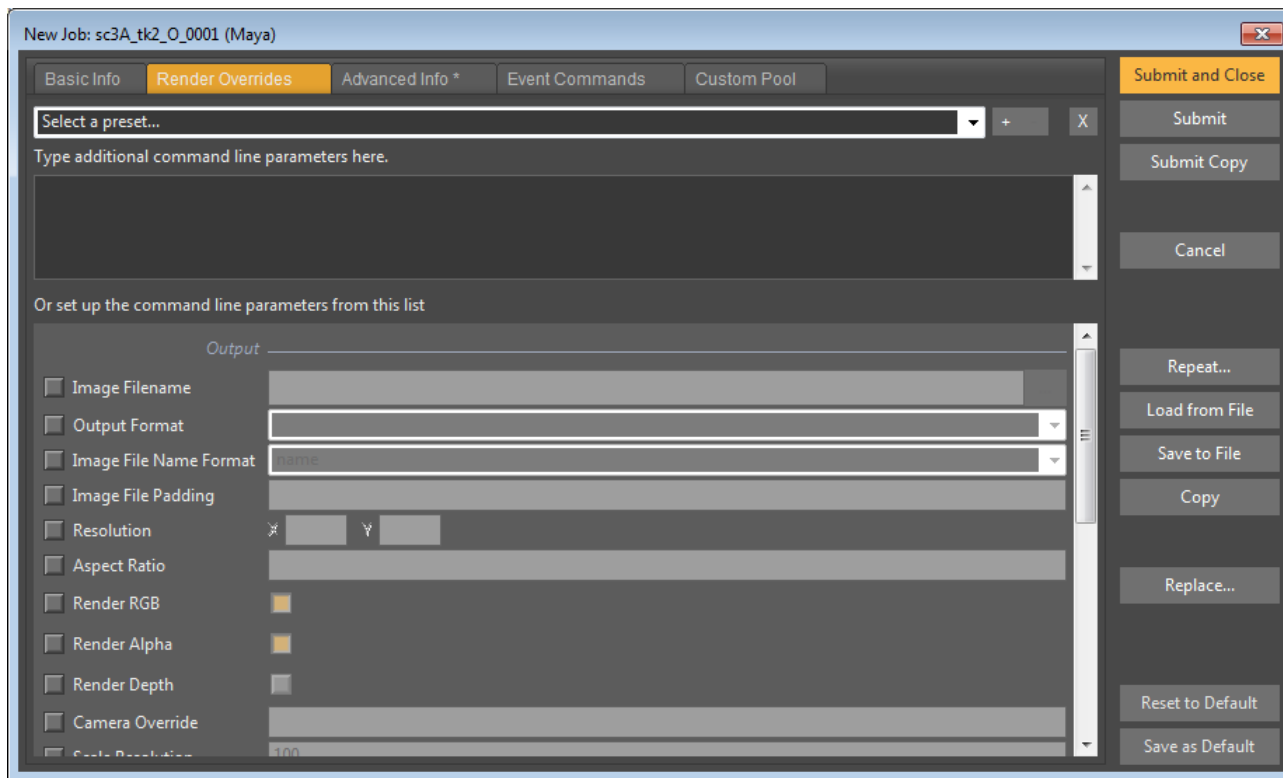 New Job: sc3A_tk2_O_0001 (Maya)
Basic Info
Render Overrides
Advanced Info *
Event Commands
Custom Pool
Select a preset...
+
X
Type additional command line parameters here.
Or set up the command line parameters from this list
Output
Image Filename
Output Format
Image File Name Format
name
Image File Padding
Resolution X Y
Aspect Ratio
Render RGB
Render Alpha
Render Depth
Camera Override
Scale Resolution 100
Submit and Close
Submit
Submit Copy
Cancel
Repeat...
Load from File
Save to File
Copy
Replace...
Reset to Default
Save as Default